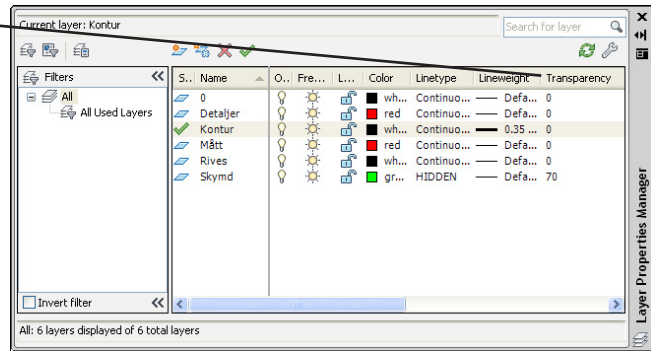 Current layer: Kontur
Search for layer
Filters
All
All Used Layers
Invert filter
S.. Name O.. Fre... L... Color Linetype Lineweight Transparency
0 wh... Continuo... Defa... 0
Detaljer red Continuo... Defa... 0
Kontur wh... Continuo... 0.35 ... 0
Mått red Continuo... Defa... 0
Rives wh... Continuo... Defa... 0
Skymd gr... HIDDEN Defa... 70
All: 6 layers displayed of 6 total layers
Layer Properties Manager